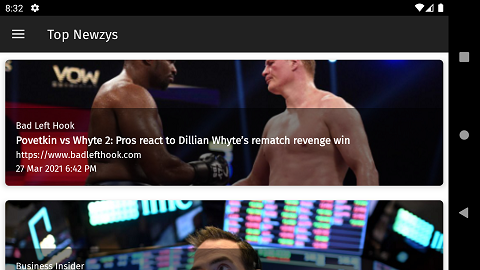 8:32
Top Newzys
VOW
Bad Left Hook
Povetkin vs Whyte 2: Pros react to Dillian Whyte's rematch revenge win
https://www.badlefthook.com
27 Mar 2021 6:42 PM
Business Insider